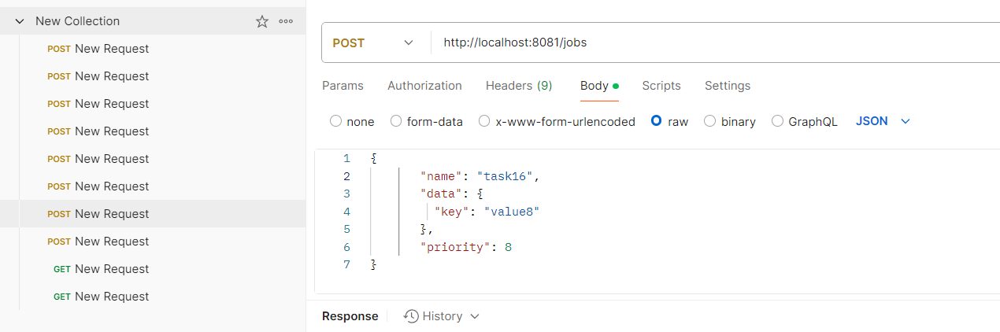 New Collection
POST New Request
POST New Request
POST New Request
POST New Request
POST New Request
POST New Request
POST New Request
POST New Request
GET New Request
GET New Request
POST http://localhost:8081/jobs
Params Authorization Headers (9) Body Scripts Settings
none form-data x-www-form-urlencoded raw binary GraphQL JSON
1 {
2 "name": "task16",
3 "data": {
4 "key": "value8"
5 },
6 "priority": 8
7 }
Response History